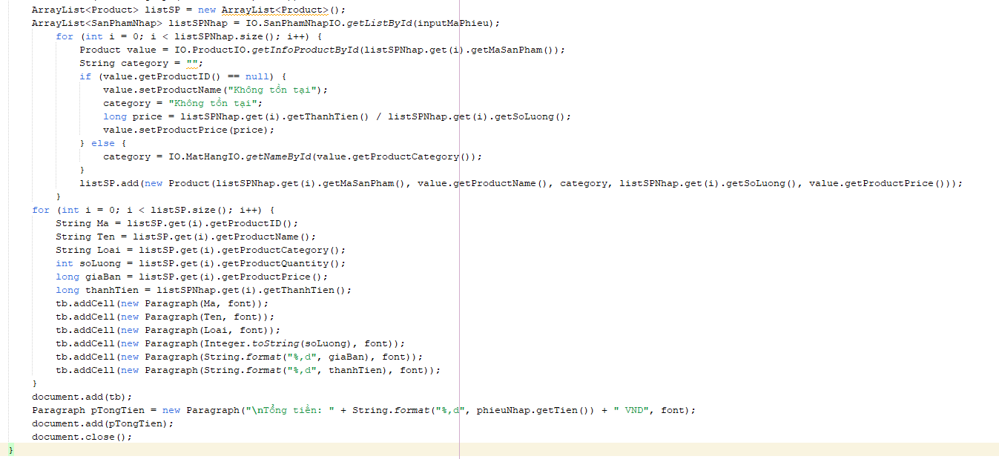 ArrayList<Product> listSP = new ArrayList<Product>();
ArrayList<SanPhamNhap> listSPNhap = IO.SanPhamNhapIO.getListById(inputMaPhieu);
for (int i = 0; i < listSPNhap.size(); i++) {
Product value = IO.ProductIO.getInfoProductById(listSPNhap.get(i).getMaSanPham());
String category = "";
if (value.getProductID() == null) {
value.setProductName("Không tồn tại");
category = "Không tồn tại";
long price = listSPNhap.get(i).getThanhTien() / listSPNhap.get(i).getSoLuong();
value.setProductPrice(price);
} else {
category = IO.MatHangIO.getNameById(value.getProductCategory());
}
listSP.add(new Product(listSPNhap.get(i).getMaSanPham(), value.getProductName(), category, listSPNhap.get(i).getSoLuong(), value.getProductPrice()));
}
for (int i = 0; i < listSP.size(); i++) {
String Ma = listSP.get(i).getProductID();
String Ten = listSP.get(i).getProductName();
String Loai = listSP.get(i).getProductCategory();
int soLuong = listSP.get(i).getProductQuantity();
long giaBan = listSP.get(i).getProductPrice();
long thanhTien = listSPNhap.get(i).getThanhTien();
tb.addCell(new Paragraph(Ma, font));
tb.addCell(new Paragraph(Ten, font));
tb.addCell(new Paragraph(Loai, font));
tb.addCell(new Paragraph(Integer.toString(soLuong), font));
tb.addCell(new Paragraph(String.format("%,d", giaBan), font));
tb.addCell(new Paragraph(String.format("%,d", thanhTien), font));
}
document.add(tb);
Paragraph pTongTien = new Paragraph("\nTổng tiền: " + String.format("%,d", phieuNhap.getTien()) + " VND", font);
document.add(pTongTien);
document.close();
}